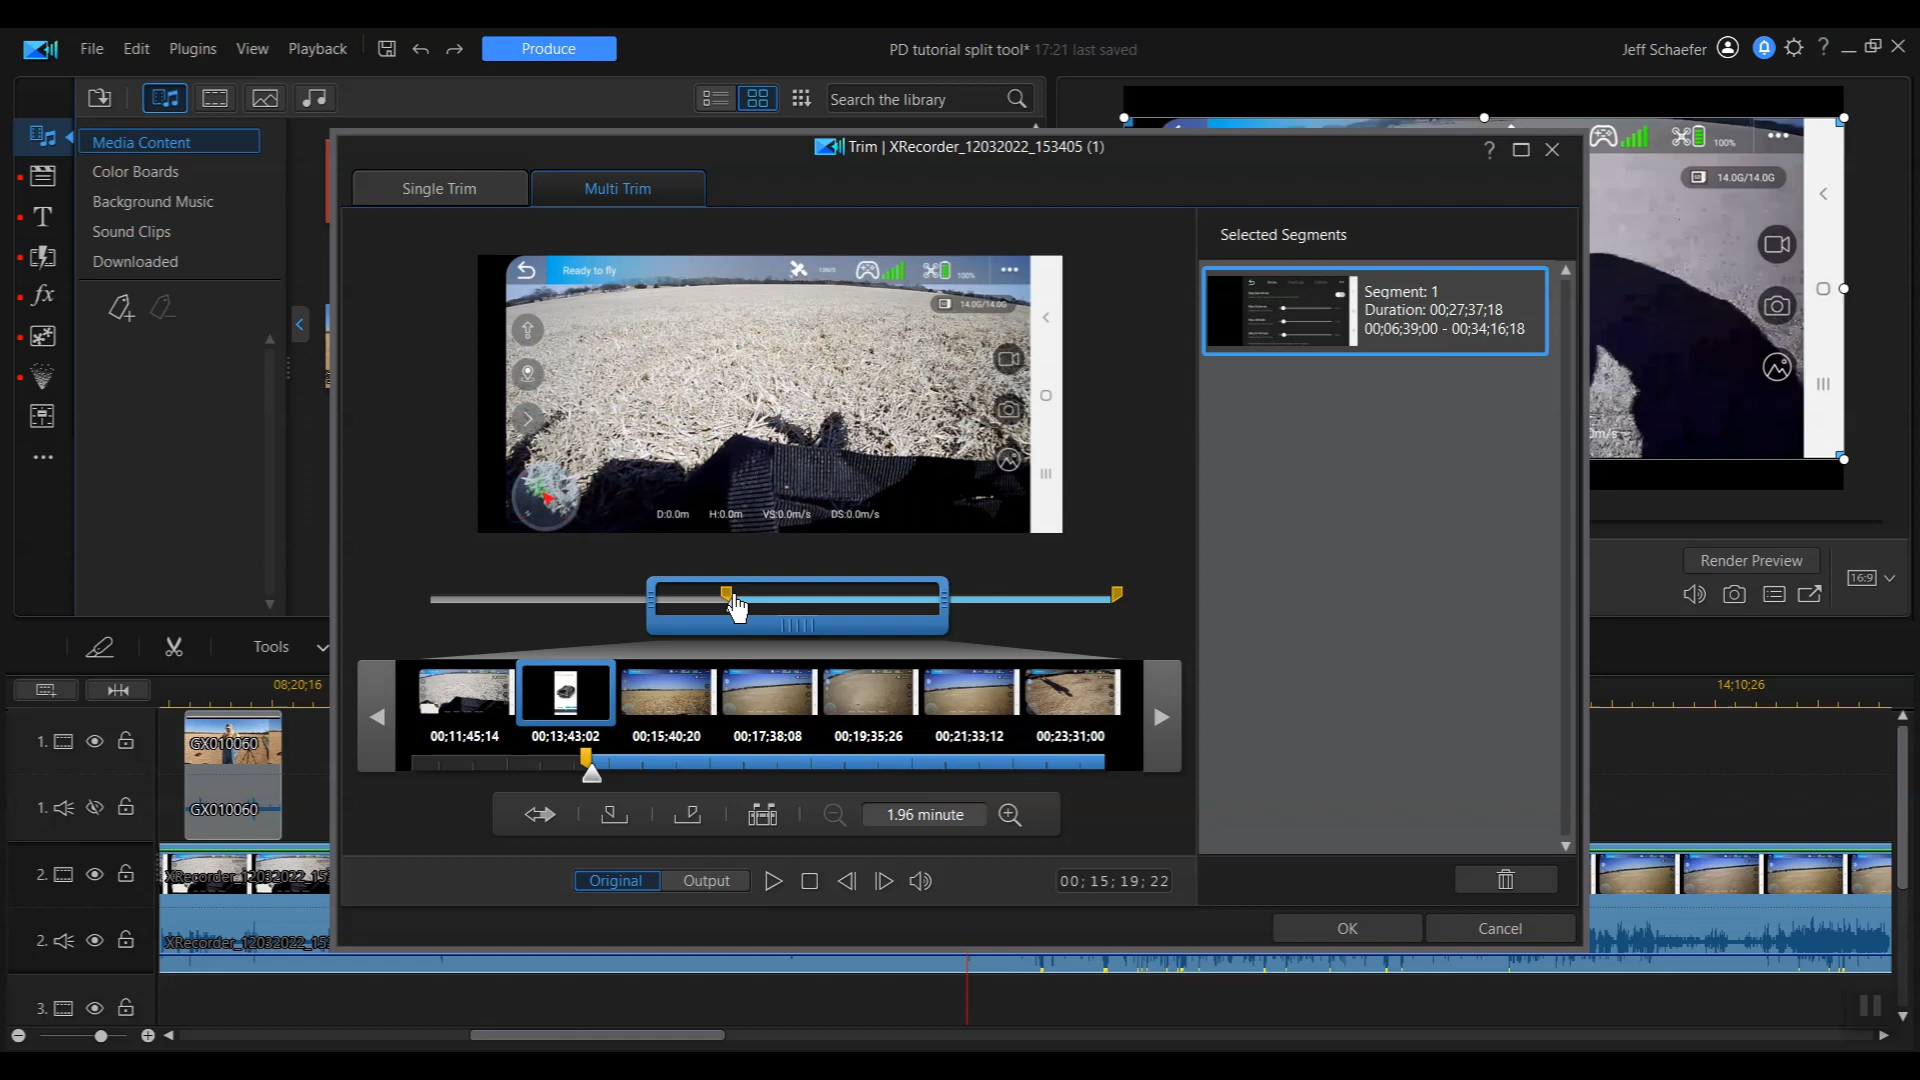 File Edit Plugins View Playback Produce PD tutorial split tool* 17:21 last saved Jeff Schaefer ?
Search the library
Media Content
Color Boards
Background Music
Sound Clips
Downloaded
T
fx
Trim | XRecorder_12032022_153405 (1) ?
Single Trim Multi Trim
Ready to fly 100%
14.0G/14.0G
D:0.0m H:0.0m VS:0.0m/s DS:0.0m/s
Selected Segments
Segment: 1
Duration: 00;27;37;18
00;06;39;00 - 00;34;16;18
100%
14.0G/14.0G
m/s
Render Preview
16:9
Tools
00;11;45;14 00;13;43;02 00;15;40;20 00;17;38;08 00;19;35;26 00;21;33;12 00;23;31;00
1.96 minute
Original Output 00; 15; 19; 22
OK Cancel
08;20;16 14;10;26
1. GX010060
1. GX010060
2. XRecorder_12032022_153
2. XRecorder_12032022_153
3.